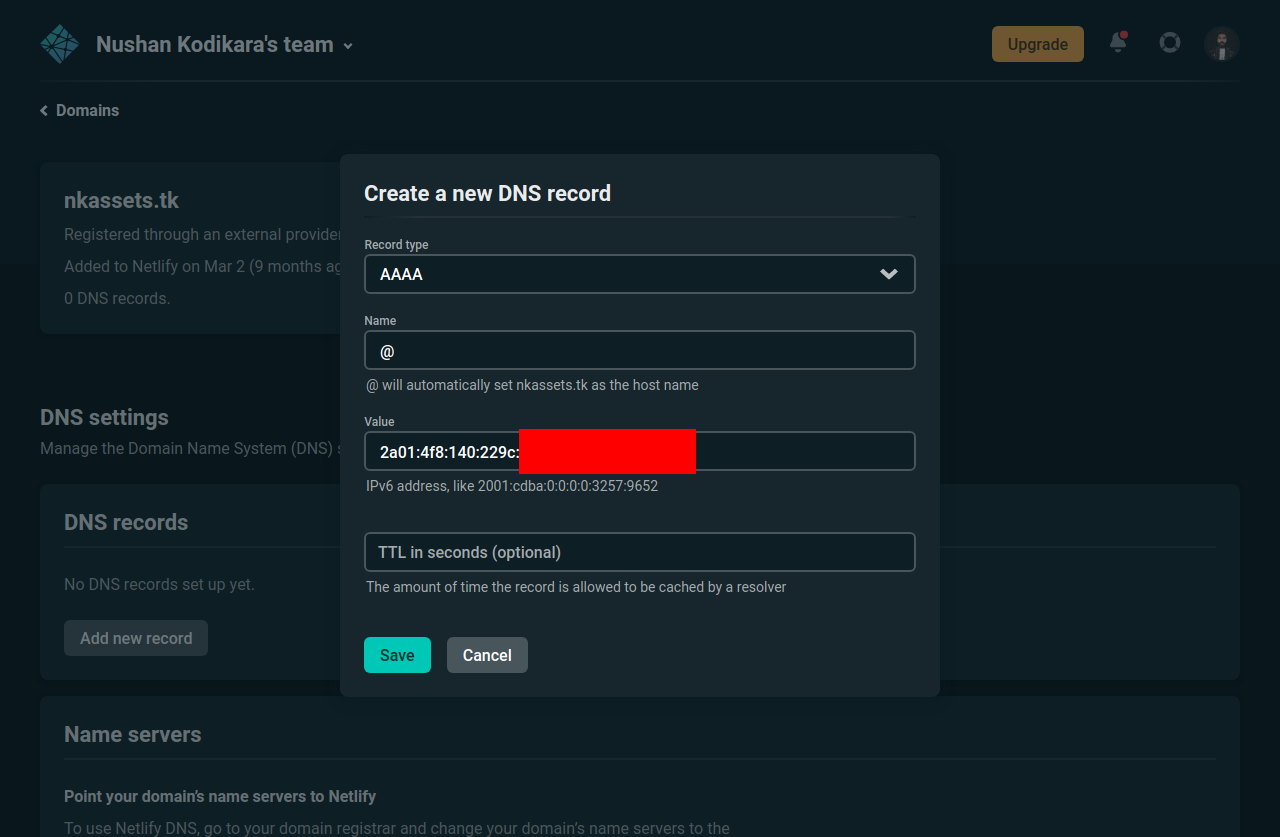 Nushan Kodikara's team
Upgrade
Domains
nkassets.tk
Registered through an external provider
Added to Netlify on Mar 2 (9 months
0 DNS records.
Create a new DNS record
Record type
AAAA
Name
@
@ will automatically set nkassets.tk as the host name
Value
2a01:4f8:140:229c:
IPv6 address, like 2001:cdba:0:0:0:0:3257:9652
TTL in seconds (optional)
The amount of time the record is allowed to be cached by a resolver
Save
Cancel
DNS settings
Manage the Domain Name System (DNS)
DNS records
No DNS records set up yet.
Add new record
Name servers
Point your domain’s name servers to Netlify
To use Netlify DNS, go to your domain registrar and change your domain’s name servers to the